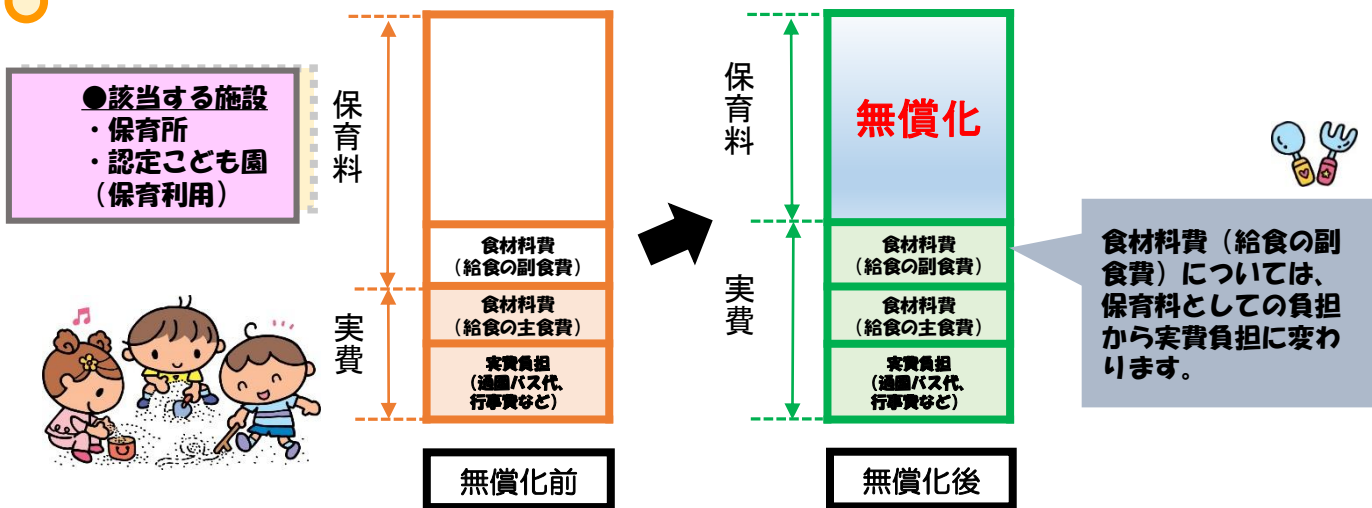 ●該当する施設
・保育所
・認定こども園
（保育利用）
保育料
実費
食材料費
（給食の副食費）
食材料費
（給食の主食費）
実費負担
（通園バス代、
行事費など）
無償化前
保育料
実費
無償化
食材料費
（給食の副食費）
食材料費
（給食の主食費）
実費負担
（通園バス代、
行事費など）
無償化後
食材料費（給食の副
食費）については、
保育料としての負担
から実費負担に変わ
ります。